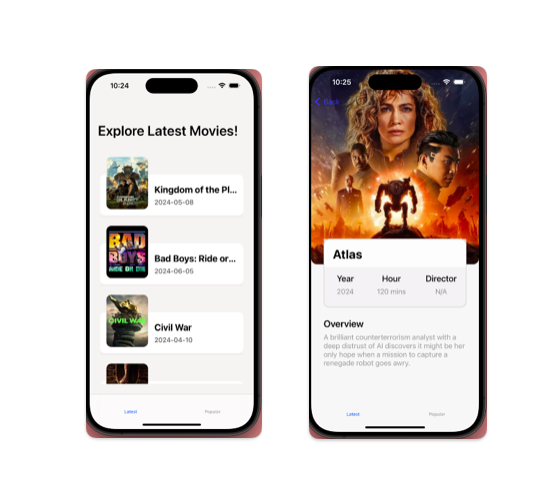 10:24
Explore Latest Movies!
Kingdom of the Pl...
2024-05-08
BAD
BOYS
RIDE OR DIE
Bad Boys: Ride or...
2024-06-05
CIVIL WAR
Civil War
2024-04-10
Latest
Popular
10:25
Back
Atlas
Year
Hour
Director
2024
120 mins
N/A
Overview
A brilliant counterterrorism analyst with a
deep distrust of AI discovers it might be her
only hope when a mission to capture a
renegade robot goes awry.
Latest
Popular